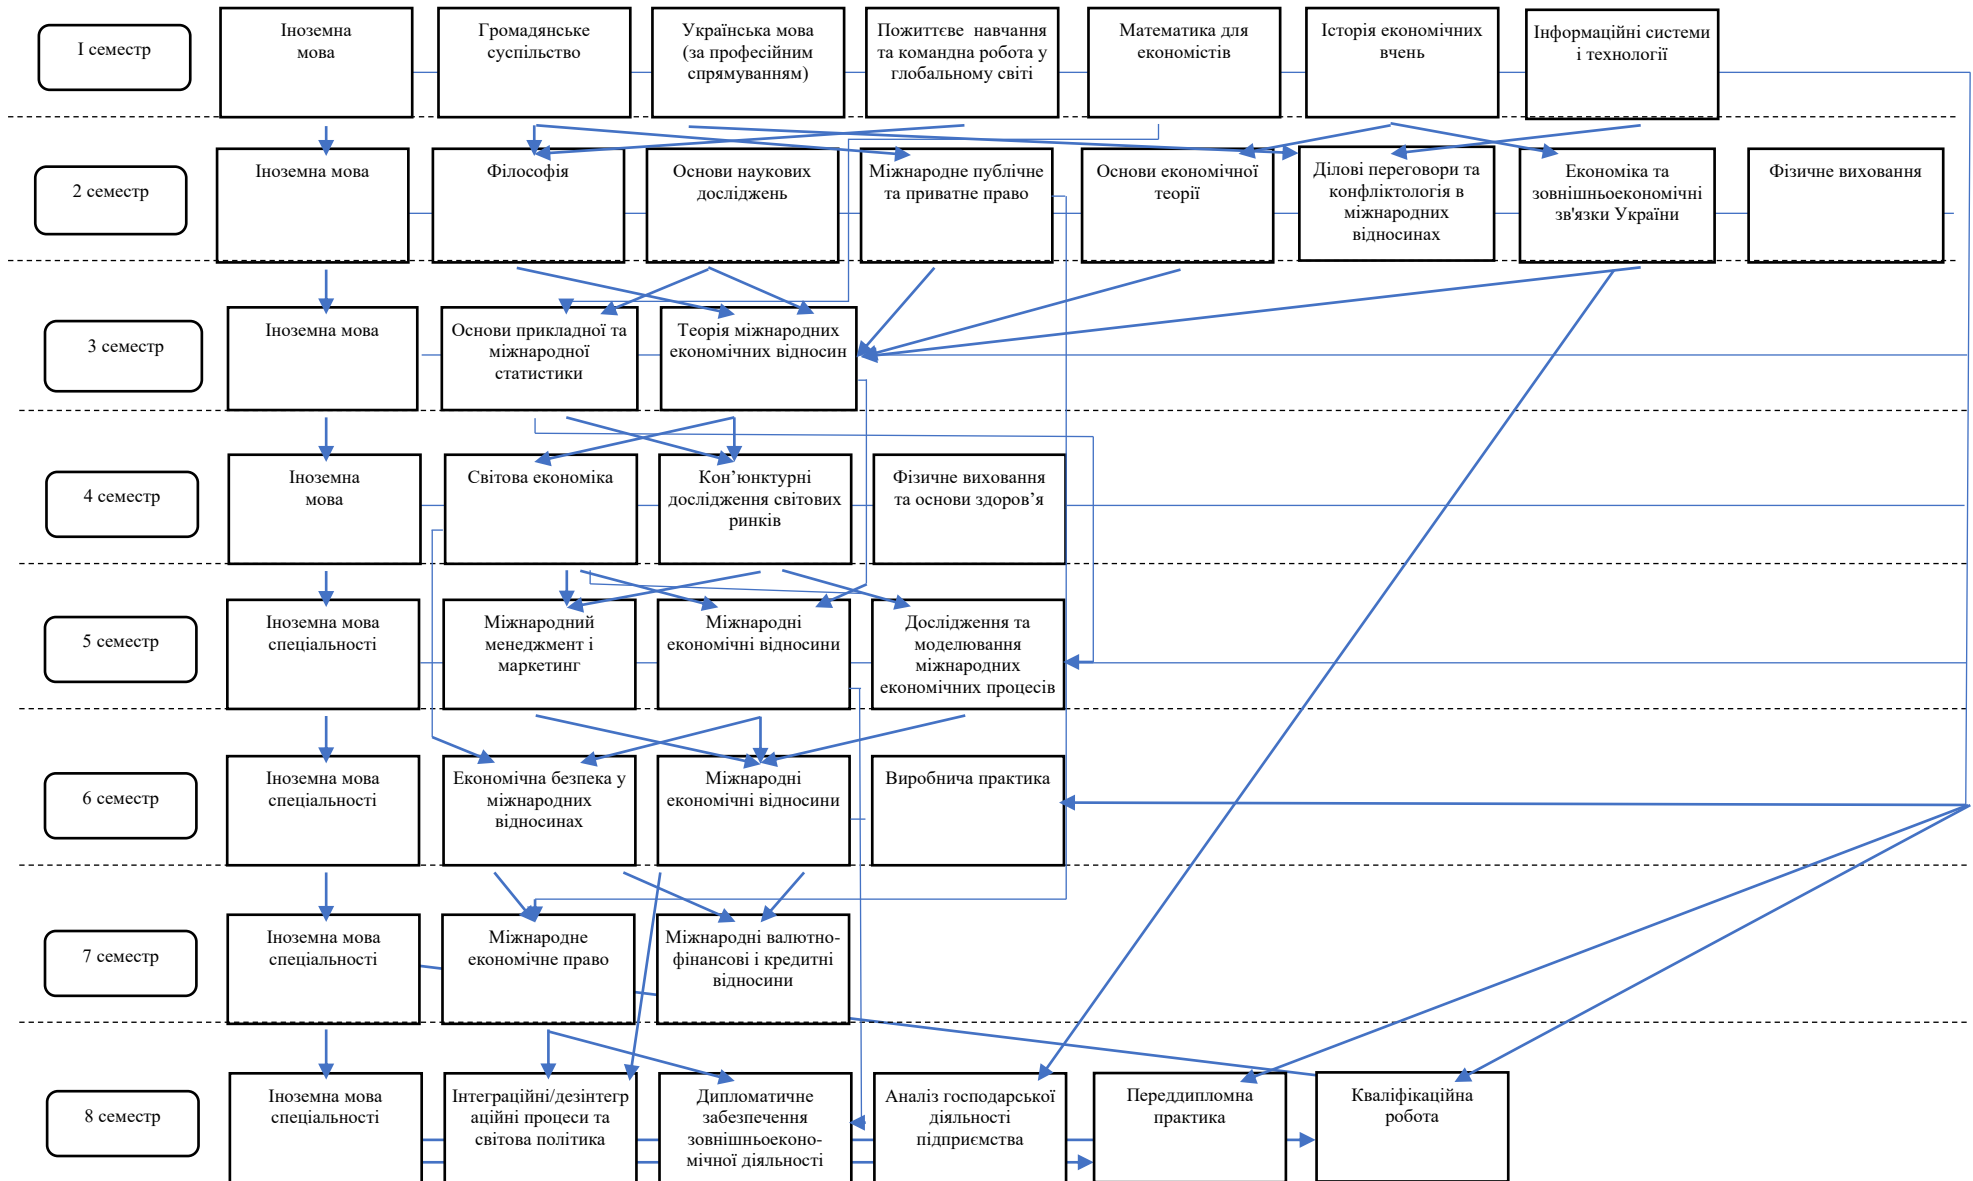 І семестр
Іноземна
мова
Громадянське
суспільство
Українська мова
(за професійним
спрямуванням)
Пожиттєве навчання
та командна робота у
глобальному світі
Математика для
економістів
Історія економічних
вчень
Інформаційні системи
і технології
2 семестр
Іноземна мова
Філософія
Основи наукових
досліджень
Міжнародне публічне
та приватне право
Основи економічної
теорії
Ділові переговори та
конфліктологія в
міжнародних
відносинах
Економіка та
зовнішньоекономічні
зв'язки України
Фізичне виховання
3 семестр
Іноземна мова
Основи прикладної та
міжнародної
статистики
Теорія міжнародних
економічних відносин
4 семестр
Іноземна
мова
Світова економіка
Кон’юнктурні
дослідження світових
ринків
Фізичне виховання
та основи здоров’я
5 семестр
Іноземна мова
спеціальності
Міжнародний
менеджмент і
маркетинг
Міжнародні
економічні відносини
Дослідження та
моделювання
міжнародних
економічних процесів
6 семестр
Іноземна мова
спеціальності
Економічна безпека у
міжнародних
відносинах
Міжнародні
економічні відносини
Виробнича практика
7 семестр
Іноземна мова
спеціальності
Міжнародне
економічне право
Міжнародні валютно-
фінансові і кредитні
відносини
8 семестр
Іноземна мова
спеціальності
Інтеграційні/дезінтегр
аційні процеси та
світова політика
Дипломатичне
забезпечення
зовнішньоеконо-
мічної діяльності
Аналіз господарської
діяльності
підприємства
Переддипломна
практика
Кваліфікаційна
робота